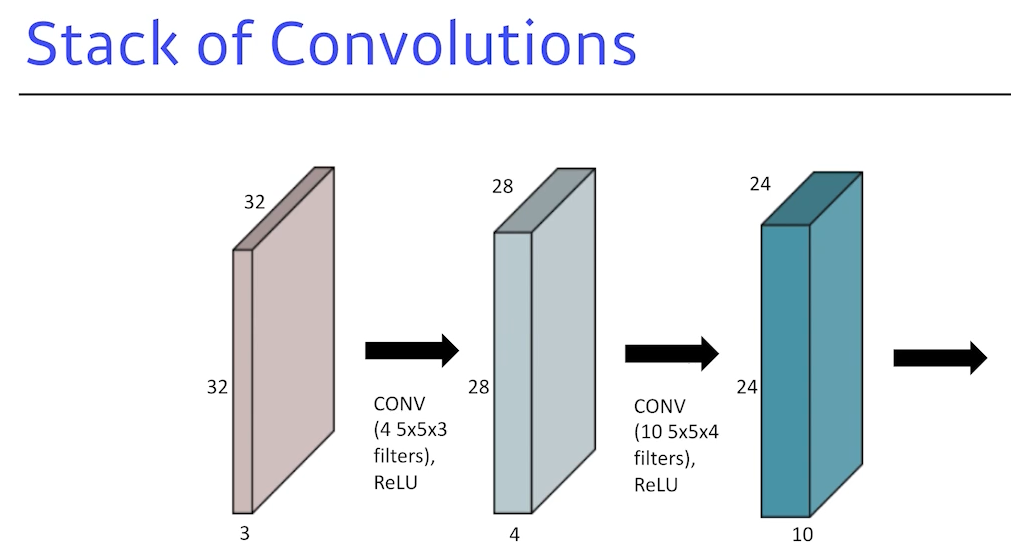 Stack of Convolutions
32
32
3
CONV
(4 5x5x3
filters),
ReLU
28
28
4
CONV
(10 5x5x4
filters),
ReLU
24
24
10